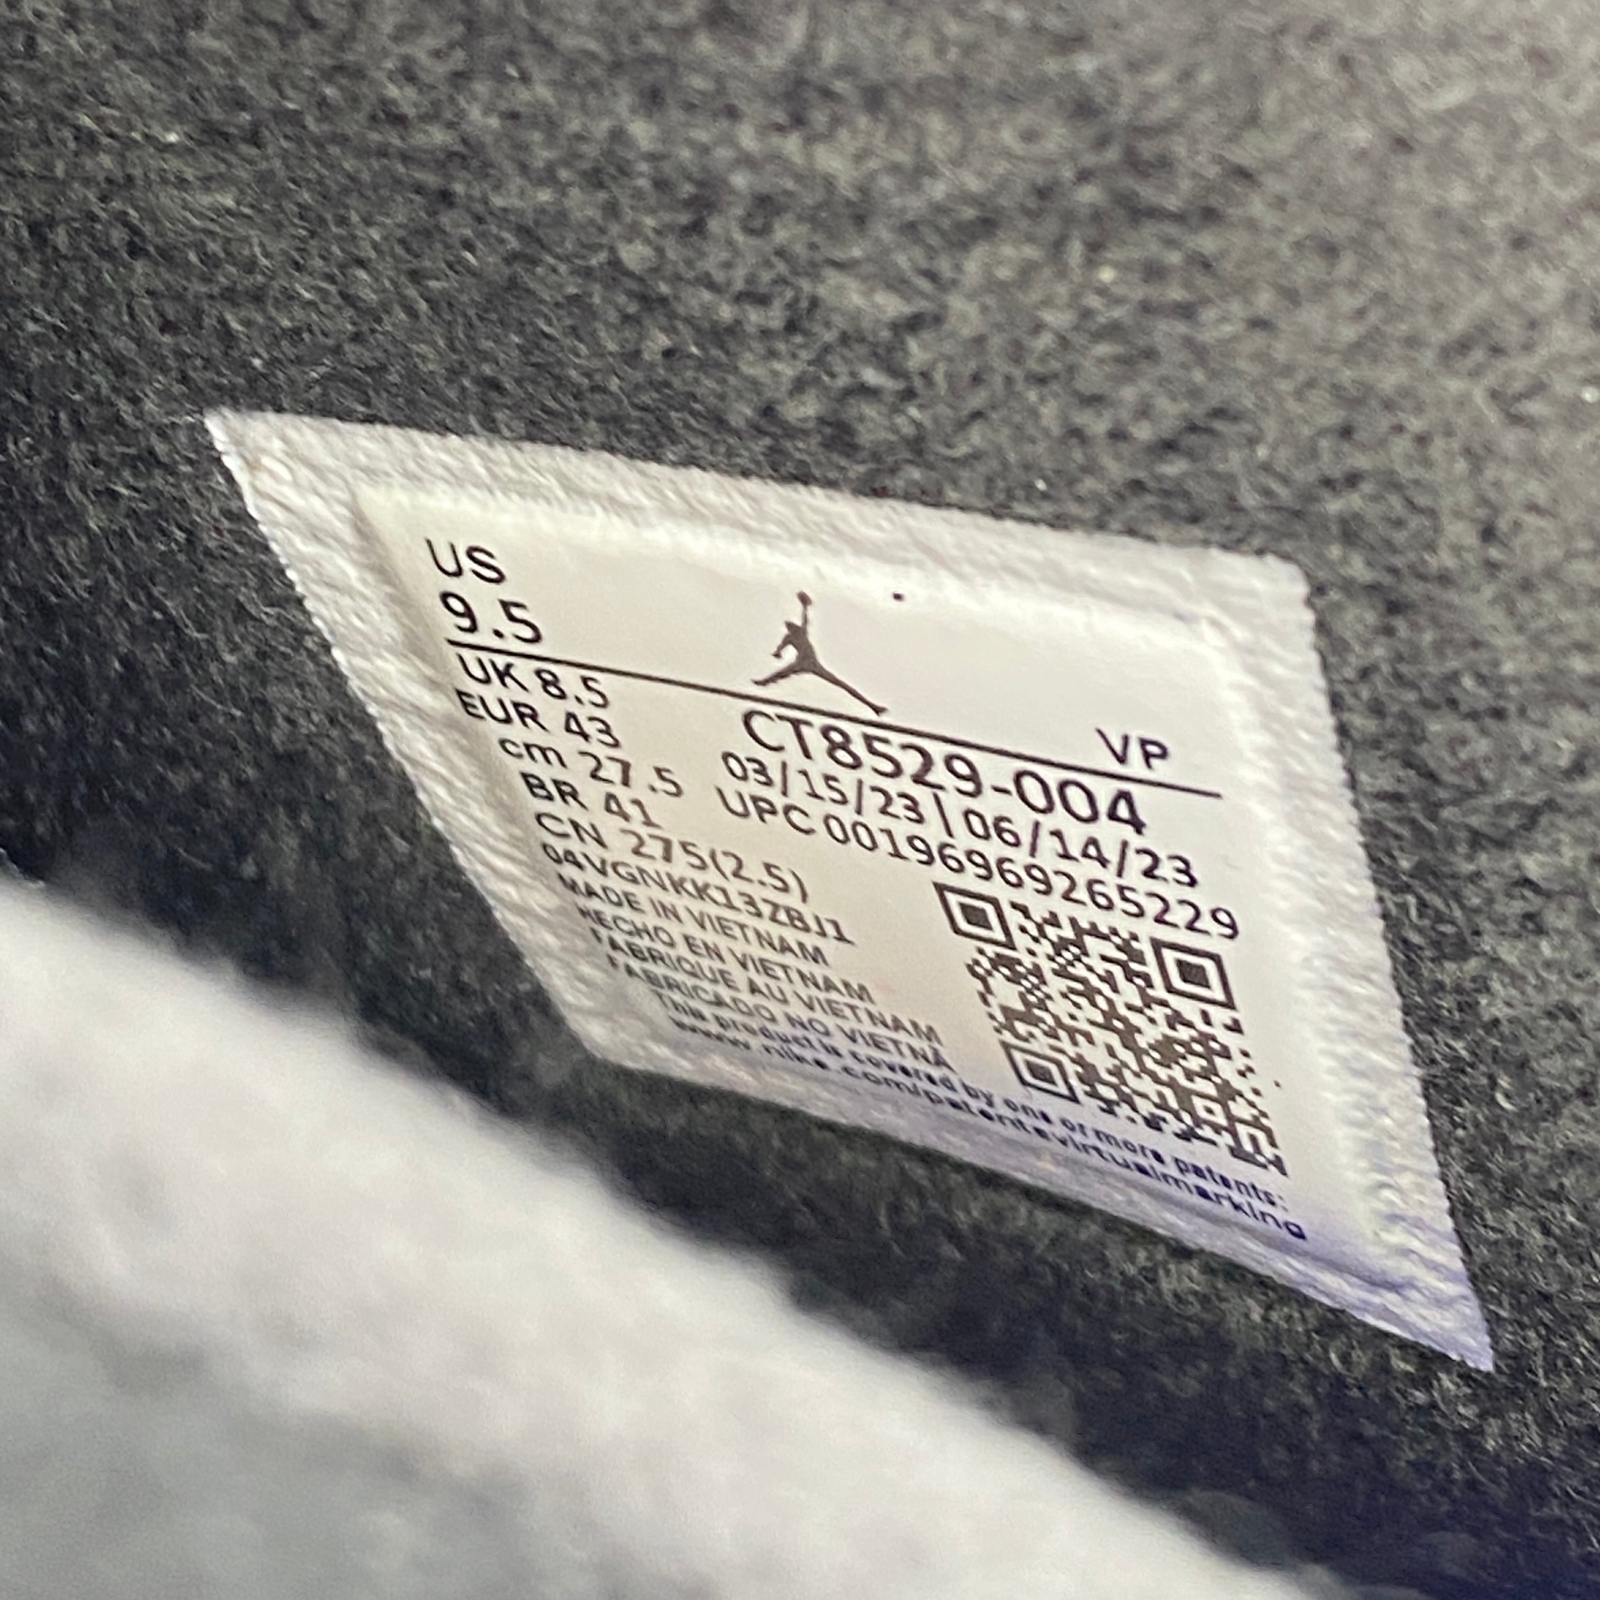 US
9.5
VP
UK 8.5
EUR 43
cm 27.5
BR 41
CN 275(2.5)
04VGNKK13ZBJ1
MADE IN VIETNAM
HECHO EN VIETNAM
FABRIQUE AU VIETNAM
FABRICADO NO VIETNÃ
CT8529-004
03/15/23 | 06/14/23
UPC 00196969265229
This product is covered by one or more patents:
www.nike.com/patentsvirtualmarking